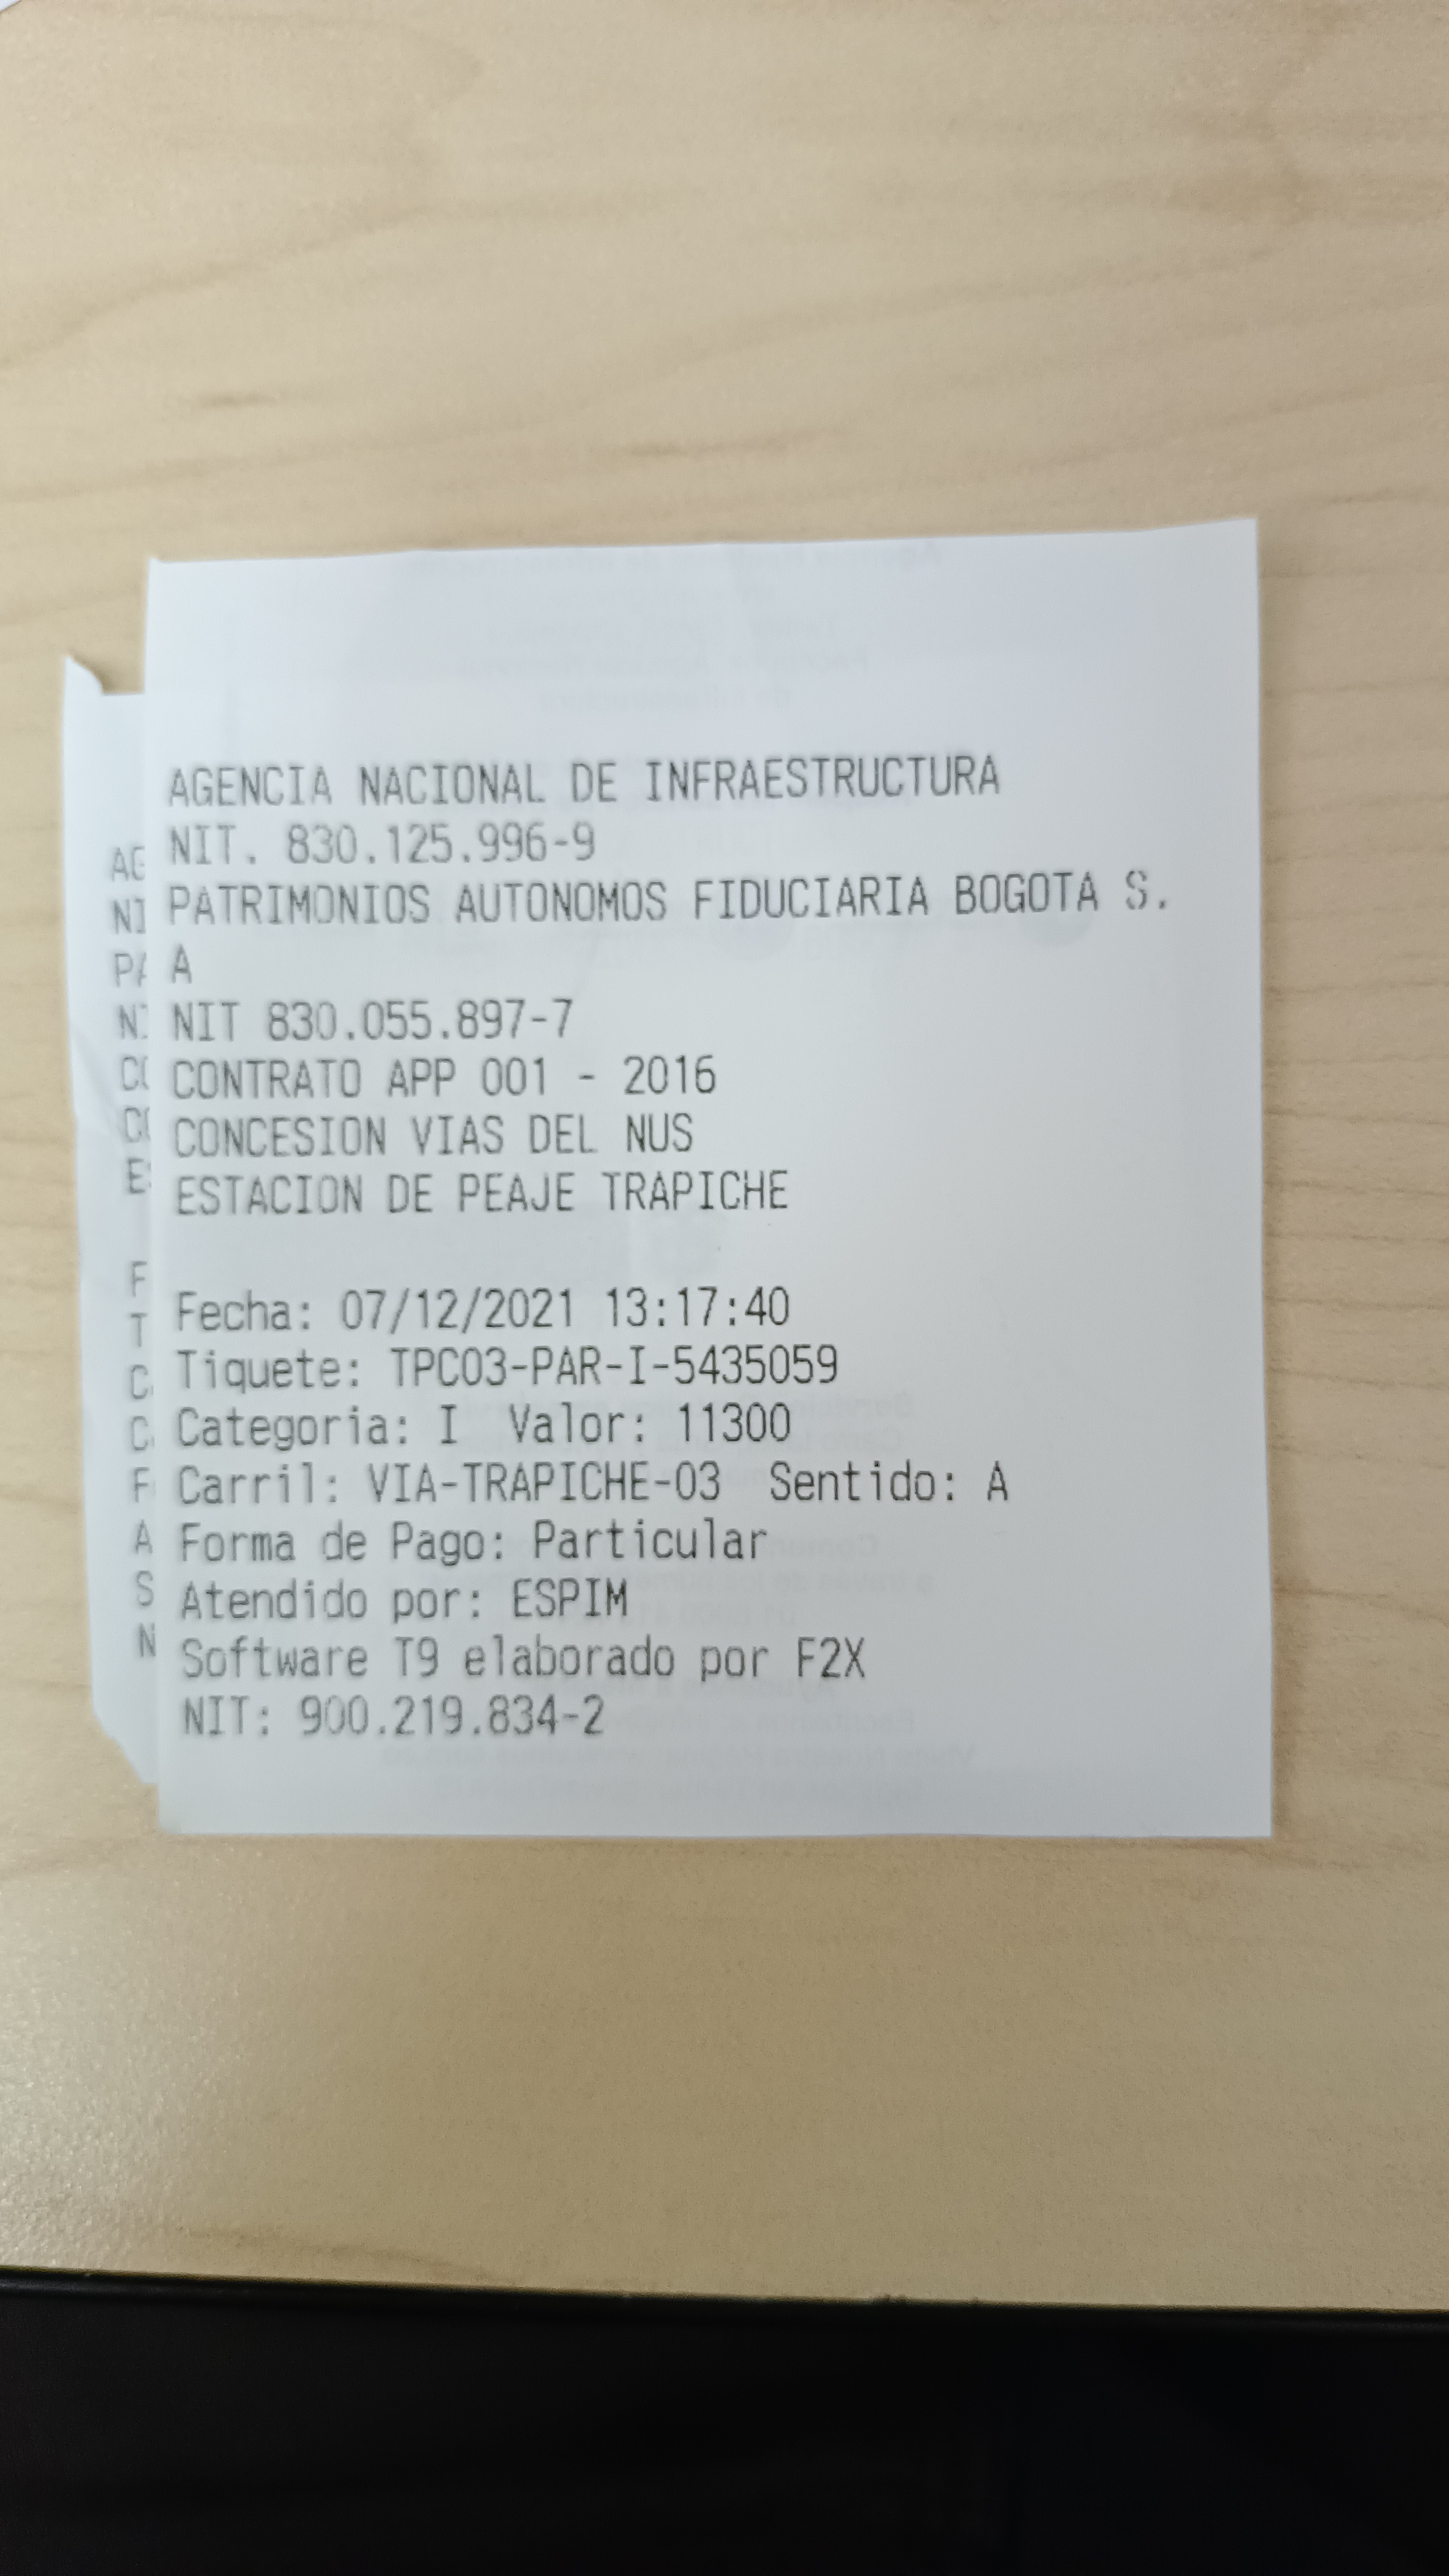 AGENCIA NACIONAL DE INFRAESTRUCTURA
NIT. 830.125.996-9
PATRIMONIOS AUTONOMOS FIDUCIARIA BOGOTA S.
A
NIT 830.055.897-7
CONTRATO APP 001 - 2016
CONCESION VIAS DEL NUS
ESTACION DE PEAJE TRAPICHE
Fecha: 07/12/2021 13:17:40
Tiquete: TPC03-PAR-I-5435059
Categoria: I Valor: 11300
Carril: VIA-TRAPICHE-03 Sentido: A
Forma de Pago: Particular
Atendido por: ESPIM
Software T9 elaborado por F2X
NIT: 900.219.834-2